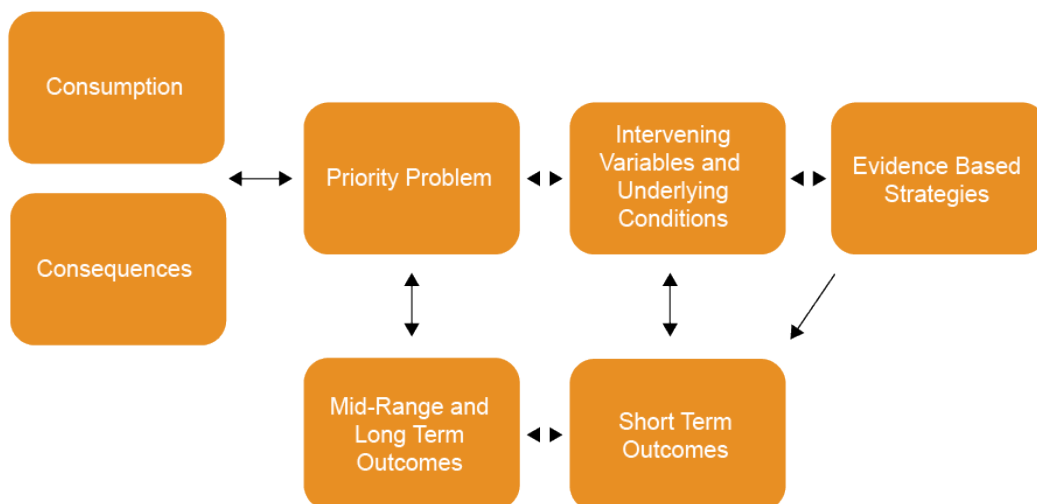 Consumption
Consequences
Priority Problem
Intervening
Variables and
Underlying
Conditions
Evidence Based
Strategies
Mid-Range and
Long Term
Outcomes
Short Term
Outcomes